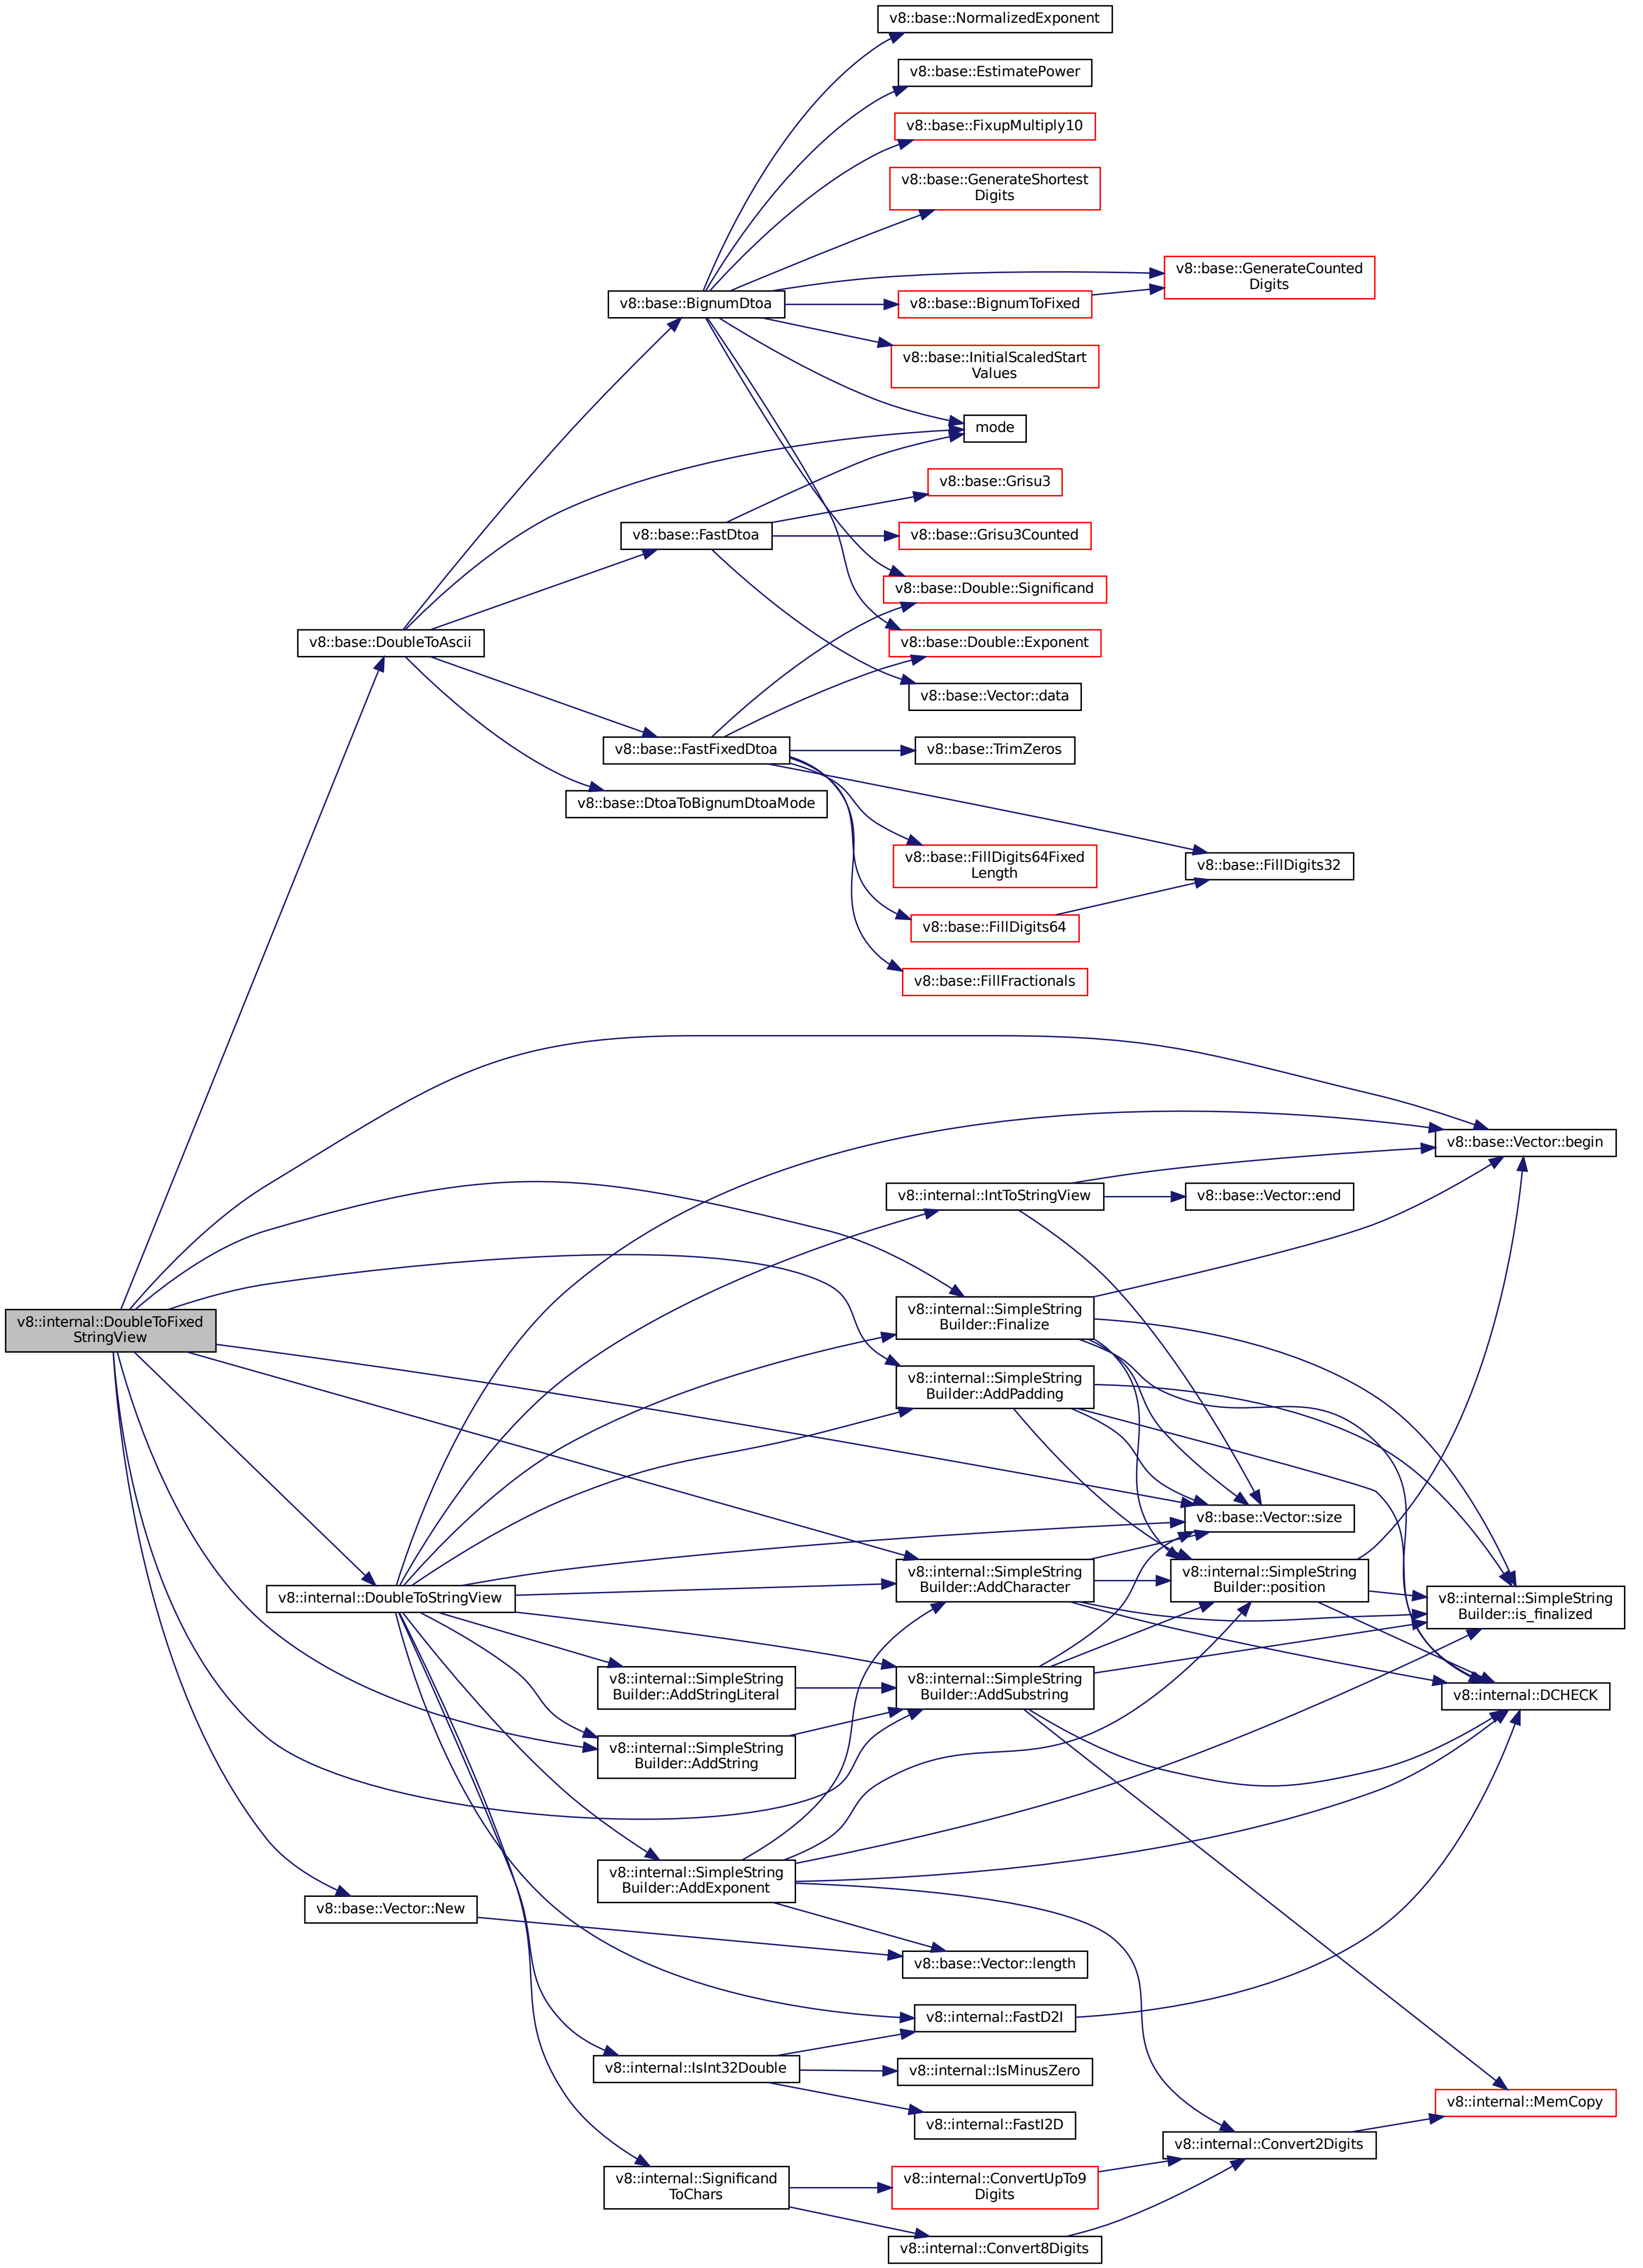 v8::base::NormalizedExponent
v8::base::EstimatePower
v8::base::FixupMultiply10
v8::base::GenerateShortest
Digits
v8::base::GenerateCounted
Digits
v8::base::BignumDtoa
v8::base::BignumToFixed
v8::base::InitialScaledStart
Values
mode
v8::base::Grisu3
v8::base::FastDtoa
v8::base::Grisu3Counted
v8::base::Double::Significand
v8::base::DoubleToAscii
v8::base::Double::Exponent
v8::base::Vector::data
v8::base::FastFixedDtoa
v8::base::TrimZeros
v8::base::DtoaToBignumDtoaMode
v8::base::FillDigits64Fixed
Length
v8::base::FillDigits32
v8::base::FillDigits64
v8::base::FillFractionals
v8::base::Vector::begin
v8::internal::IntToStringView
v8::base::Vector::end
v8::internal::DoubleToFixed
StringView
v8::internal::SimpleString
Builder::Finalize
v8::internal::SimpleString
Builder::AddPadding
v8::base::Vector::size
v8::internal::DoubleToStringView
v8::internal::SimpleString
Builder::AddCharacter
v8::internal::SimpleString
Builder::position
v8::internal::SimpleString
Builder::is_finalized
v8::internal::SimpleString
Builder::AddStringLiteral
v8::internal::SimpleString
Builder::AddSubstring
v8::internal::DCHECK
v8::internal::SimpleString
Builder::AddString
v8::internal::SimpleString
Builder::AddExponent
v8::base::Vector::New
v8::base::Vector::length
v8::internal::FastD2I
v8::internal::IsInt32Double
v8::internal::IsMinusZero
v8::internal::MemCopy
v8::internal::FastI2D
v8::internal::Convert2Digits
v8::internal::Significand
ToChars
v8::internal::ConvertUpTo9
Digits
v8::internal::Convert8Digits